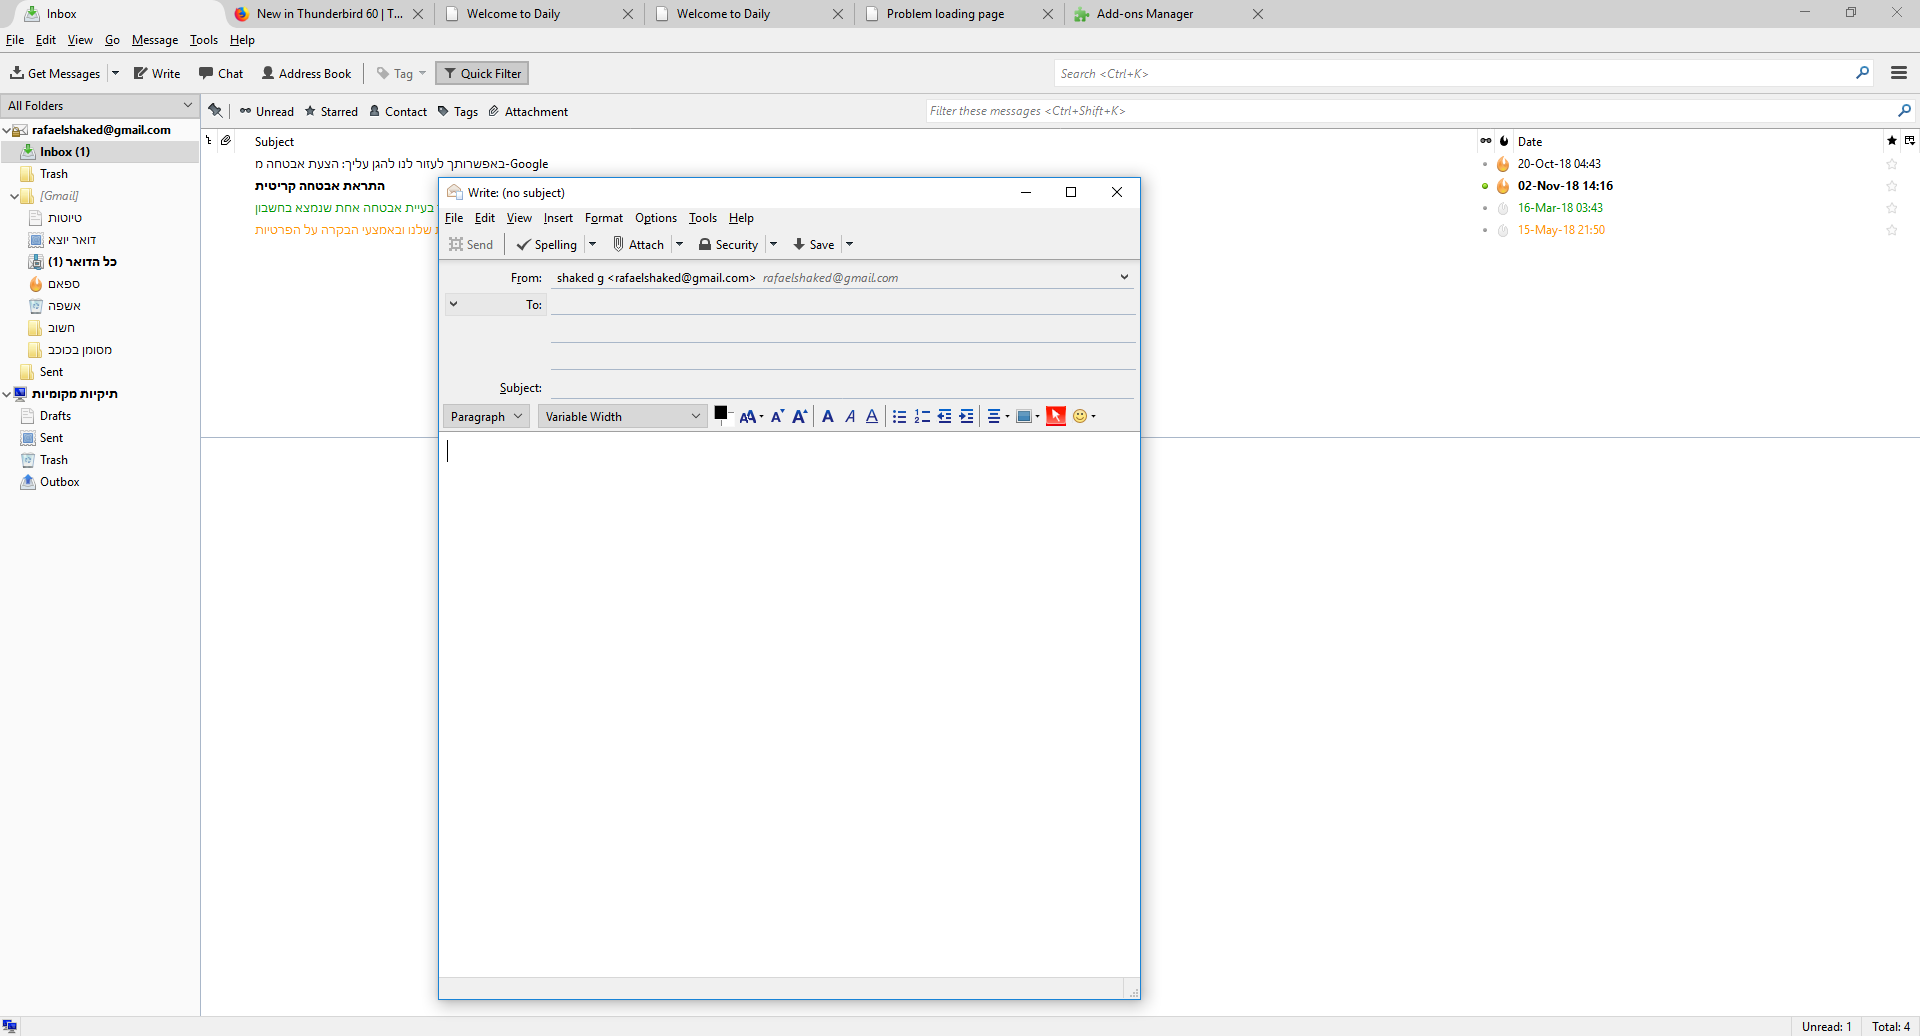 Inbox
New in Thunderbird 60 | T...
Welcome to Daily
Welcome to Daily
Problem loading page
Add-ons Manager
File Edit View Go Message Tools Help
Get Messages Write Chat Address Book Tag Quick Filter
Search <Ctrl+K>
All Folders
Unread Starred Contact Tags Attachment
Filter these messages <Ctrl+Shift+K>
rafaelshaked@gmail.com
Inbox (1)
Trash
[Gmail]
טיוטות
דואר יוצא
כל הדואר (1)
ספאם
אשפה
חשוב
מסומן בכוכב
Sent
תיקיות מקומיות
Drafts
Sent
Trash
Outbox
Subject Date
באפשרותך לעזור לנו להגן עליך: הצעת אבטחה מ-Google 20-Oct-18 04:43
התראת אבטחה קריטית 02-Nov-18 14:16
בעיית אבטחה אחת שנמצא בחשבון 16-Mar-18 03:43
שלנו ובאמצעי הבקרה על הפרטיות 15-May-18 21:50
Write: (no subject)
File Edit View Insert Format Options Tools Help
Send Spelling Attach Security Save
From: shaked g <rafaelshaked@gmail.com> rafaelshaked@gmail.com
To:
Subject:
Paragraph Variable Width
Unread: 1 Total: 4